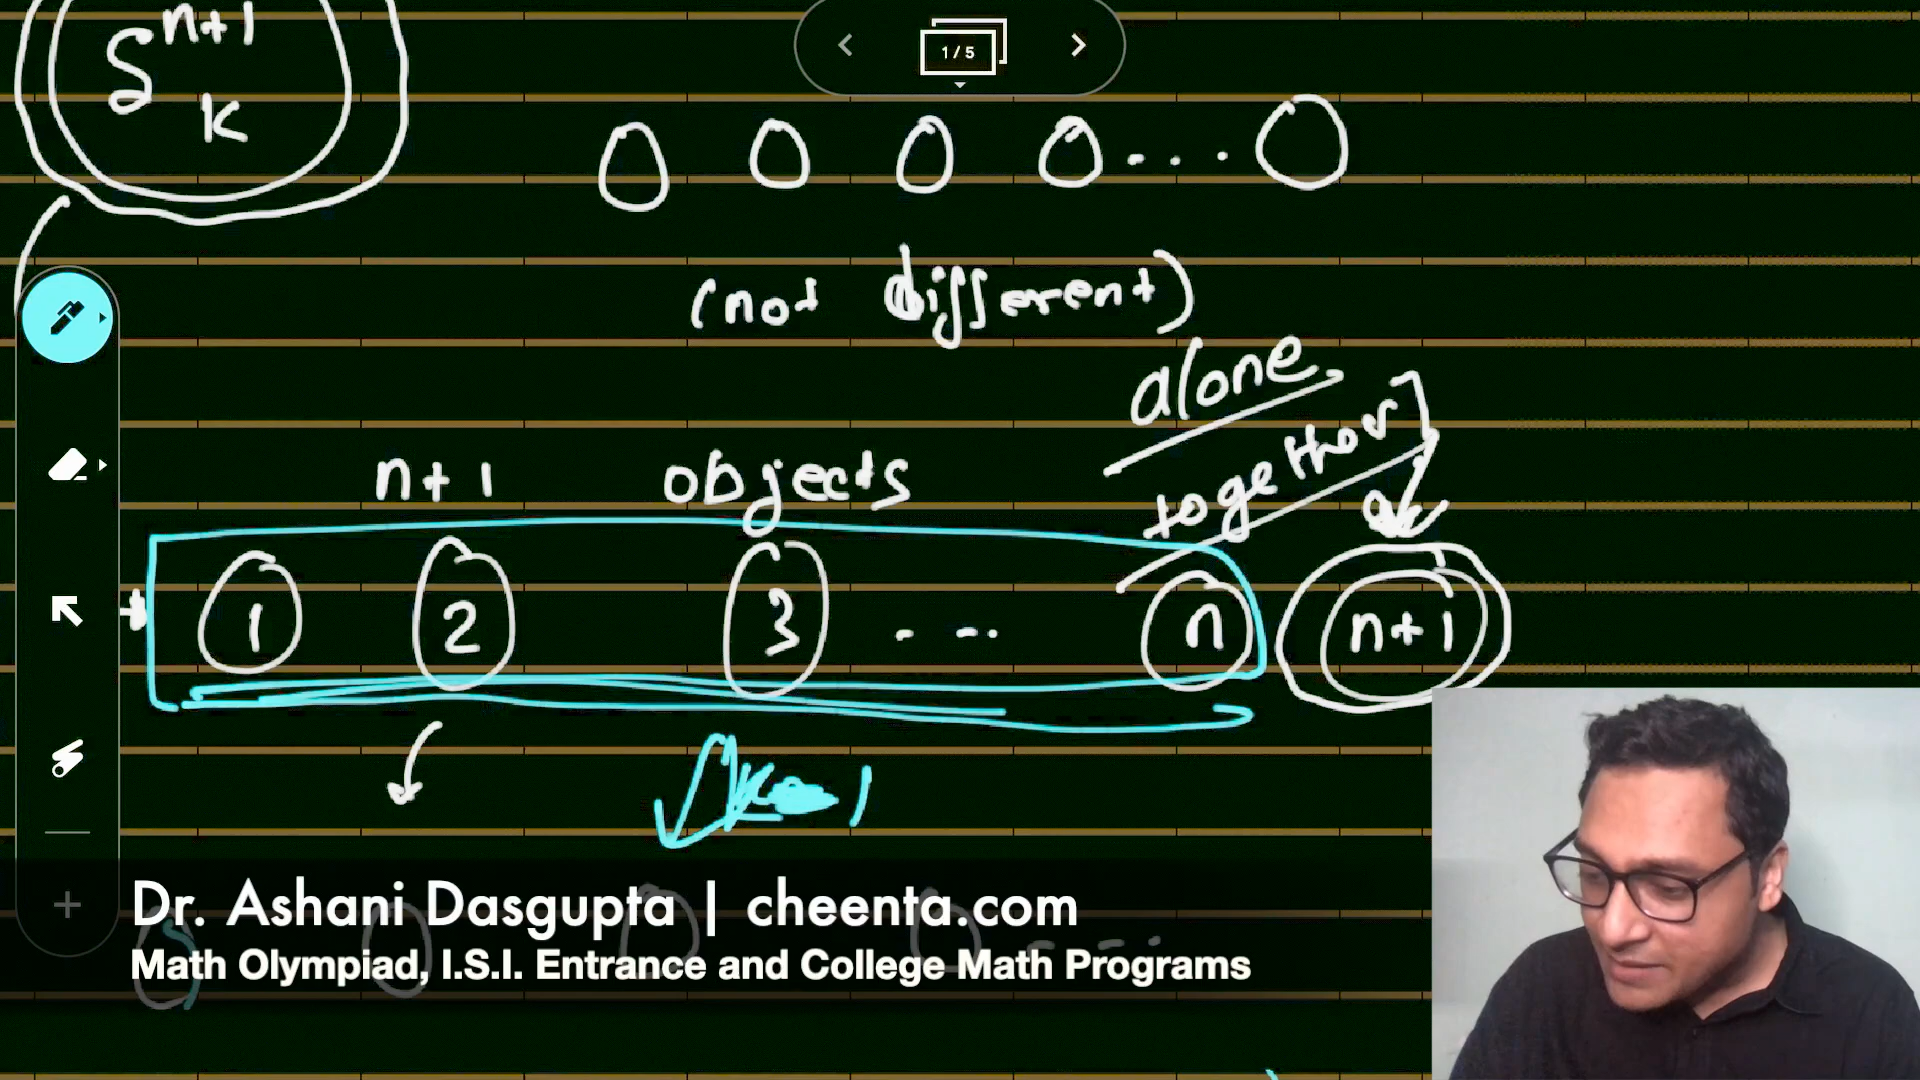 S n+1 k
1 / 5
(not different)
alone
together
n+1 objects
1 2 3 ... n n+1
Dr. Ashani Dasgupta | cheenta.com
Math Olympiad, I.S.I. Entrance and College Math Programs